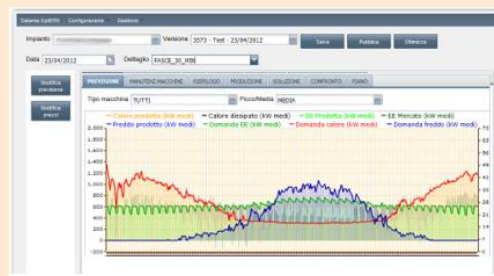 Configurazione Gestione
Impianto Versione 3573 - Test - 23/04/2012 Salva Pubblica Ottimizza
Data 23/04/2012 Dettaglio FASCE_30_MIN
Modifica previsione
Modifica prezzi
PREVISIONI MANUTENZ.MACCHINE RIEPILOGO PRODUZIONE SOLUZIONE CONFRONTO PIANO
Tipo macchina TUTTI Picco/Media MEDIA
Calore prodotto (kW medi) Calore dissipato (kW medi) EE Prodotta (kW medi) EE Mercato (kW medi)
Freddo prodotto (kW medi) Domanda EE (kW medi) Domanda calore (kW medi) Domanda freddo (kW medi)
2.000
1.800
1.600
1.400
1.200
1.000
800
600
400
200
0
-200